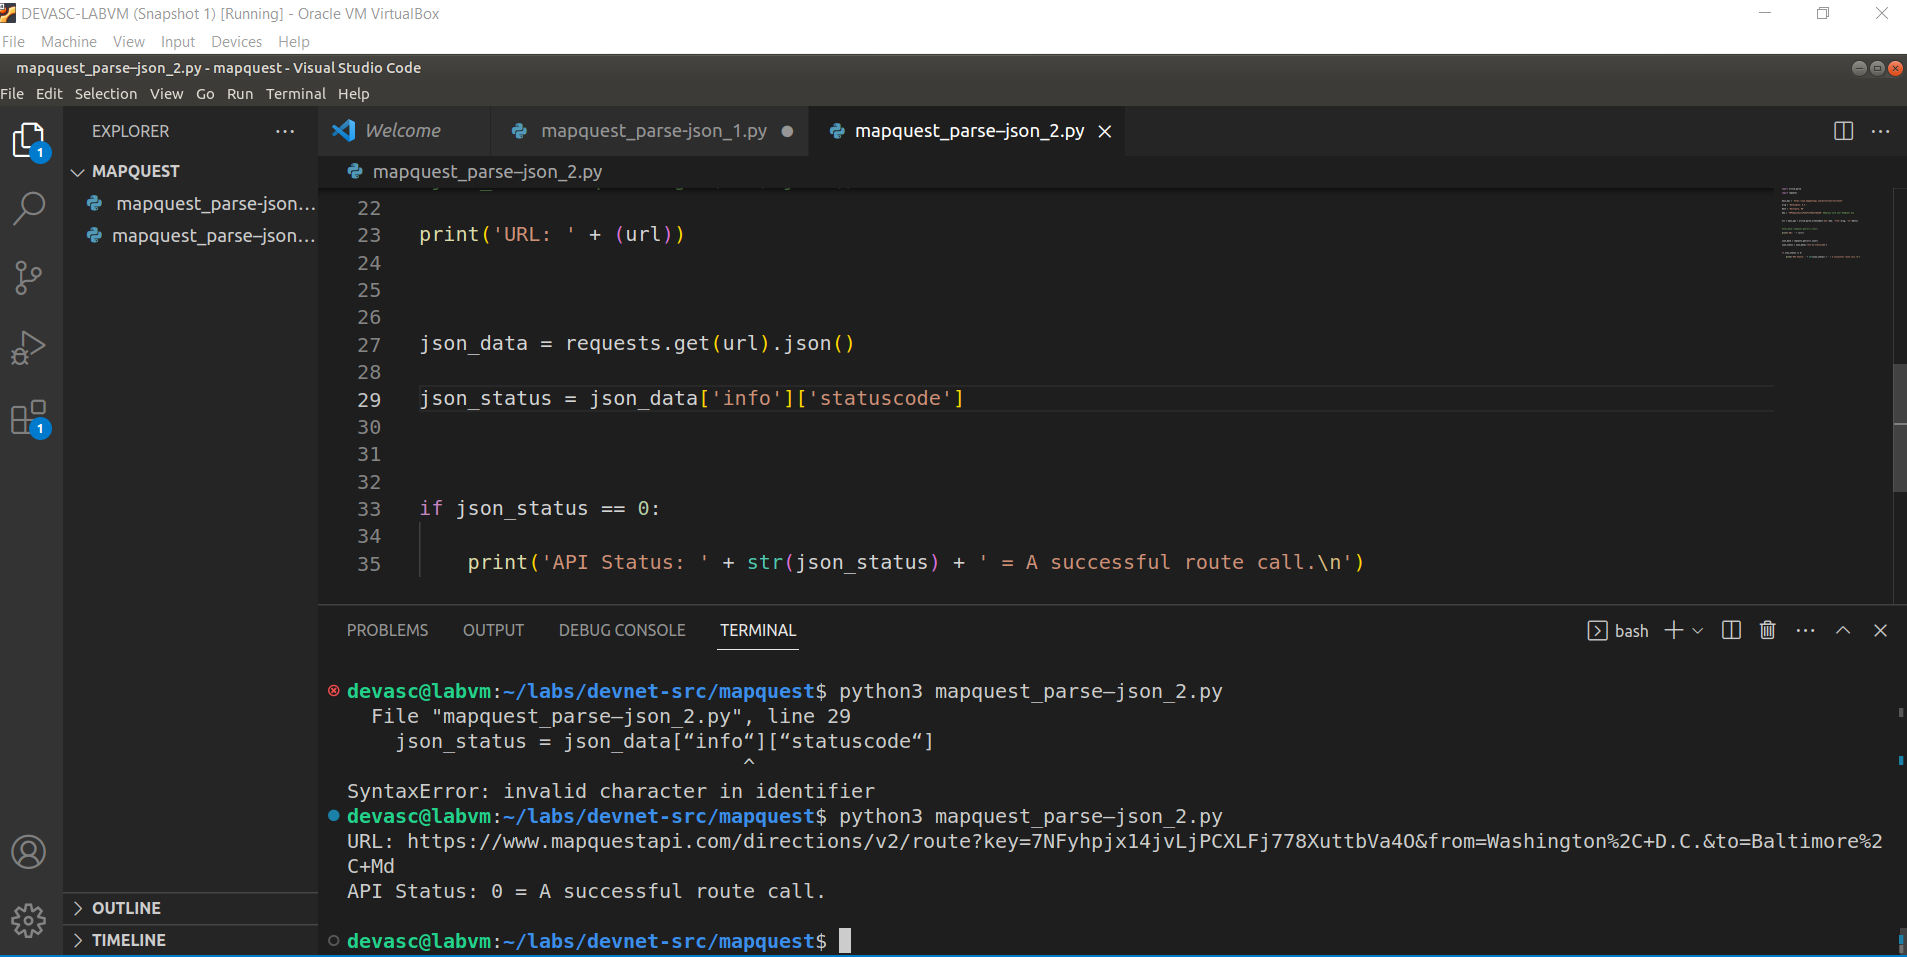 DEVASC-LABVM (Snapshot 1) [Running] - Oracle VM VirtualBox
File Machine View Input Devices Help
mapquest_parse–json_2.py - mapquest - Visual Studio Code
File Edit Selection View Go Run Terminal Help
EXPLORER
Welcome mapquest_parse-json_1.py mapquest_parse–json_2.py
1
MAPQUEST
mapquest_parse–json_2.py
mapquest_parse-json...
mapquest_parse–json...
22
23 print('URL: ' + (url))
24
25
26
27 json_data = requests.get(url).json()
28
29 json_status = json_data['info']['statuscode']
1
30
31
32
33 if json_status == 0:
34
35 print('API Status: ' + str(json_status) + ' = A successful route call.\n')
PROBLEMS OUTPUT DEBUG CONSOLE TERMINAL bash
devasc@labvm:~/labs/devnet-src/mapquest$ python3 mapquest_parse–json_2.py
File "mapquest_parse–json_2.py", line 29
json_status = json_data[“info“][“statuscode“]
^
SyntaxError: invalid character in identifier
devasc@labvm:~/labs/devnet-src/mapquest$ python3 mapquest_parse–json_2.py
URL: https://www.mapquestapi.com/directions/v2/route?key=7NFyhpjx14jvLjPCXLFj778XuttbVa4O&from=Washington%2C+D.C.&to=Baltimore%2
C+Md
API Status: 0 = A successful route call.
OUTLINE
TIMELINE
devasc@labvm:~/labs/devnet-src/mapquest$